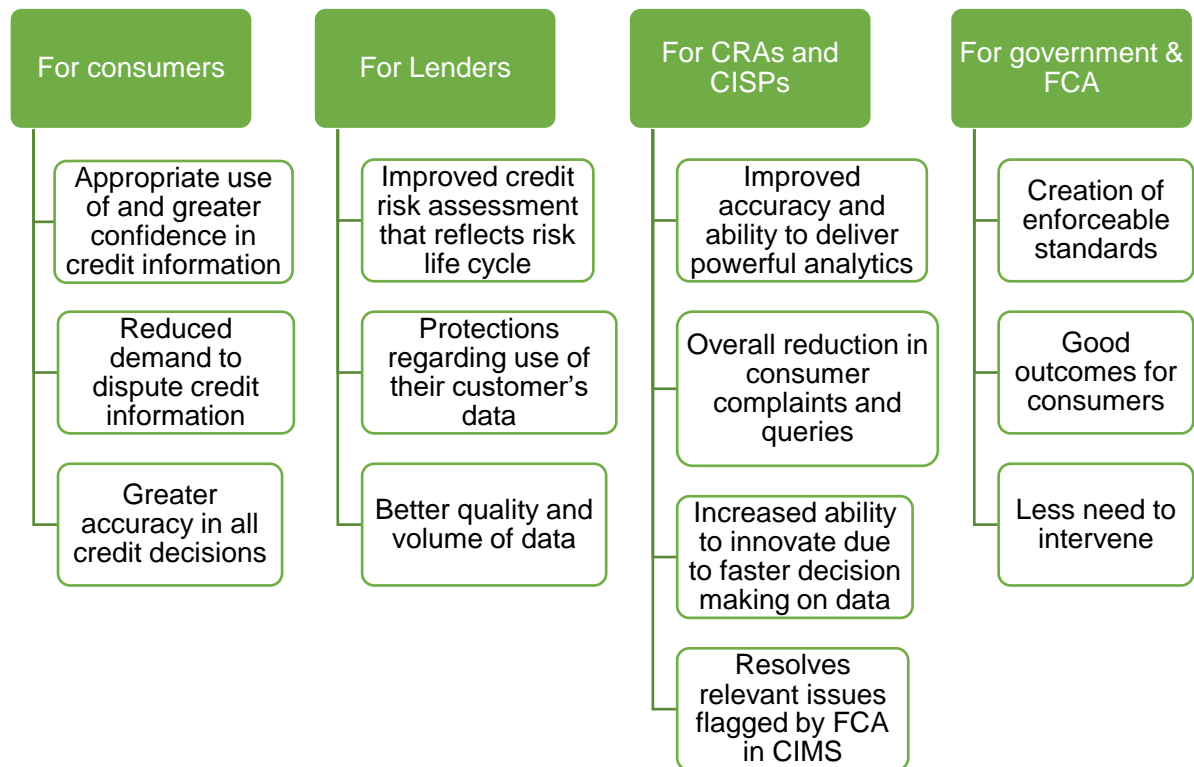 For consumers
Appropriate use
of and greater
confidence in
credit information
Reduced
demand to
dispute credit
information
Greater
accuracy in all
credit decisions
For Lenders
Improved credit
risk assessment
that reflects risk
life cycle
Protections
regarding use of
their customer’s
data
Better quality and
volume of data
For CRAs and
CISPs
Improved
accuracy and
ability to deliver
powerful analytics
Overall reduction in
consumer
complaints and
queries
Increased ability
to innovate due
to faster decision
making on data
Resolves
relevant issues
flagged by FCA
in CIMS
For government &
FCA
Creation of
enforceable
standards
Good
outcomes for
consumers
Less need to
intervene